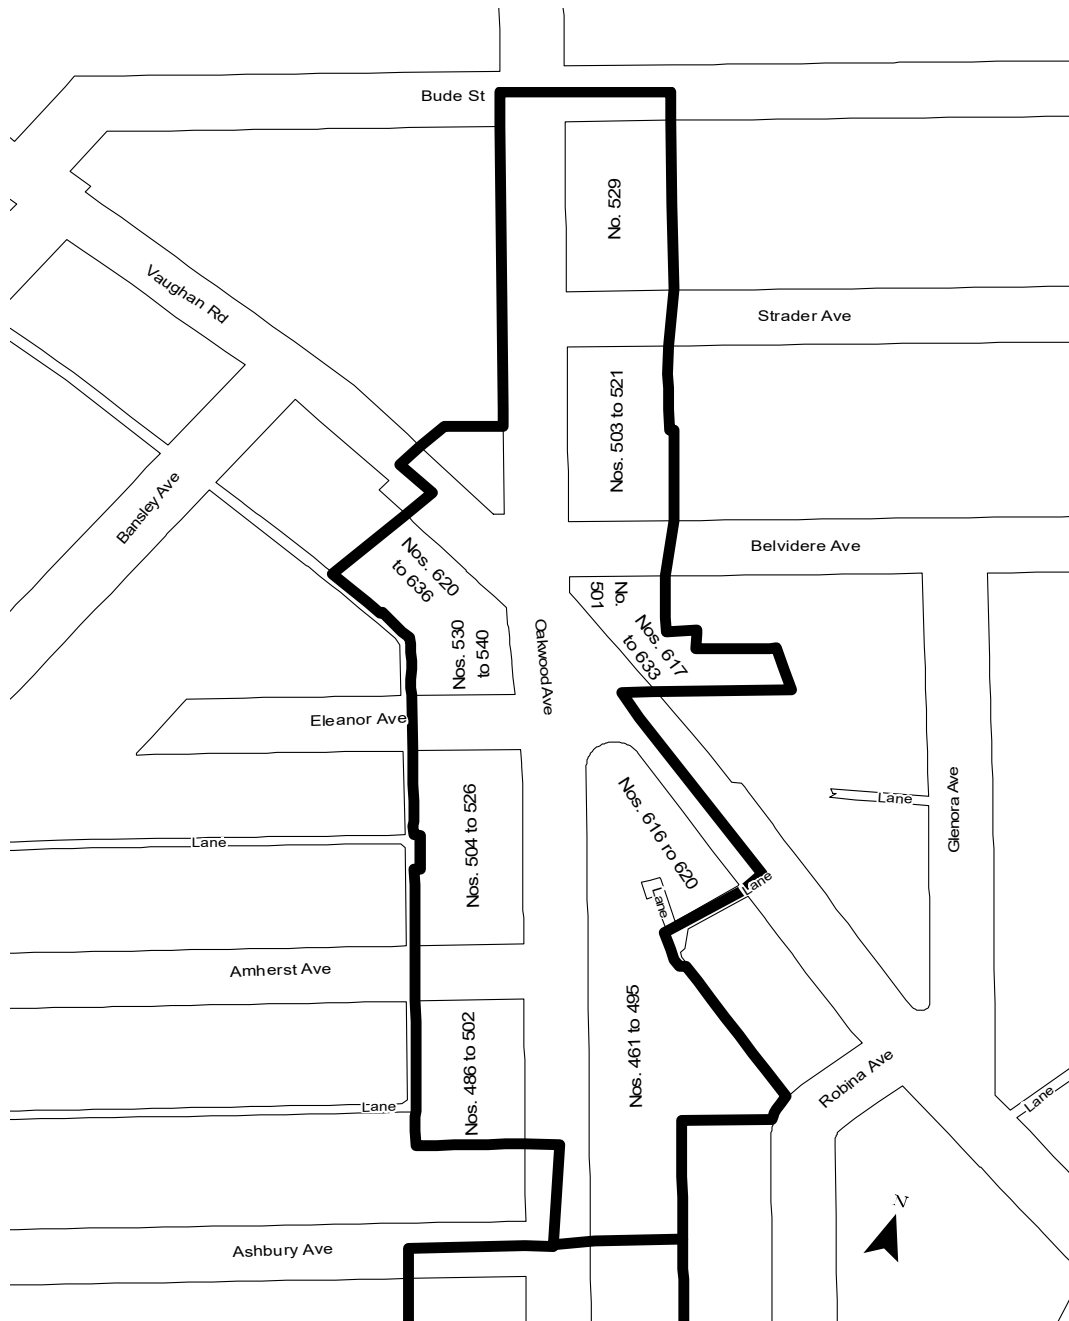 Bude St
No. 529
Vaughan Rd
Strader Ave
Nos. 503 to 521
Bansley Ave
Belvidere Ave
Nos. 620
to 636
No.
501
Nos. 617
to 633
Nos. 530
to 540
Oakwood Ave
Eleanor Ave
Nos. 504 to 526
Nos. 616 ro 620
Lane
Glenora Ave
Lane
Lane
Lane
Amherst Ave
Nos. 486 to 502
Nos. 461 to 495
Robina Ave
Lane
Lane
N
Ashbury Ave